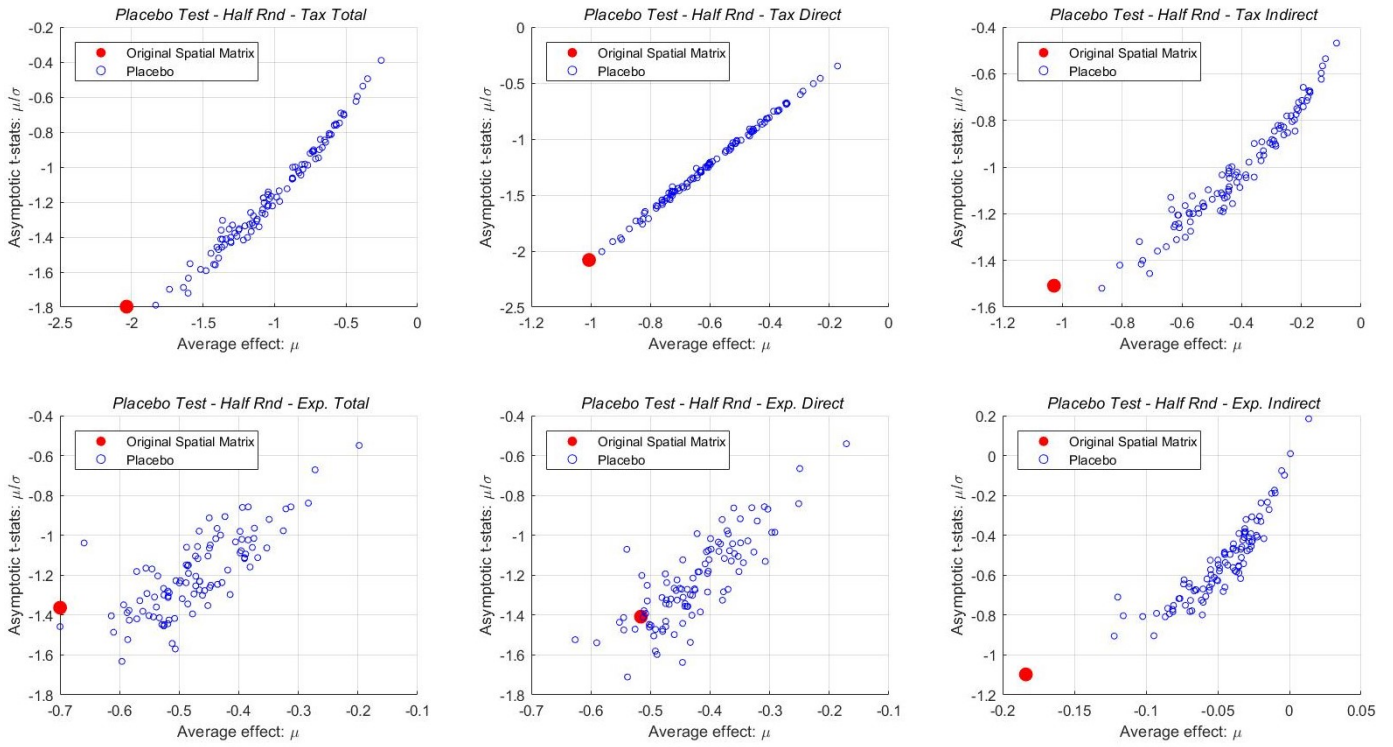 Placebo Test - Half Rnd - Tax Total
Original Spatial Matrix
Placebo
Asymptotic t-stats: μ/σ
-0.2
-0.4
-0.6
-0.8
-1
-1.2
-1.4
-1.6
-1.8
-2.5 -2 -1.5 -1 -0.5 0
Average effect: μ
Placebo Test - Half Rnd - Tax Direct
Original Spatial Matrix
Placebo
Asymptotic t-stats: μ/σ
0
-0.5
-1
-1.5
-2
-2.5
-1.2 -1 -0.8 -0.6 -0.4 -0.2 0
Average effect: μ
Placebo Test - Half Rnd - Tax Indirect
Original Spatial Matrix
Placebo
Asymptotic t-stats: μ/σ
-0.4
-0.6
-0.8
-1
-1.2
-1.4
-1.6
-1.2 -1 -0.8 -0.6 -0.4 -0.2 0
Average effect: μ
Placebo Test - Half Rnd - Exp. Total
Original Spatial Matrix
Placebo
Asymptotic t-stats: μ/σ
-0.4
-0.6
-0.8
-1
-1.2
-1.4
-1.6
-1.8
-0.7 -0.6 -0.5 -0.4 -0.3 -0.2 -0.1
Average effect: μ
Placebo Test - Half Rnd - Exp. Direct
Original Spatial Matrix
Placebo
Asymptotic t-stats: μ/σ
-0.4
-0.6
-0.8
-1
-1.2
-1.4
-1.6
-1.8
-0.7 -0.6 -0.5 -0.4 -0.3 -0.2 -0.1
Average effect: μ
Placebo Test - Half Rnd - Exp. Indirect
Original Spatial Matrix
Placebo
Asymptotic t-stats: μ/σ
0.2
0
-0.2
-0.4
-0.6
-0.8
-1
-1.2
-0.2 -0.15 -0.1 -0.05 0 0.05
Average effect: μ